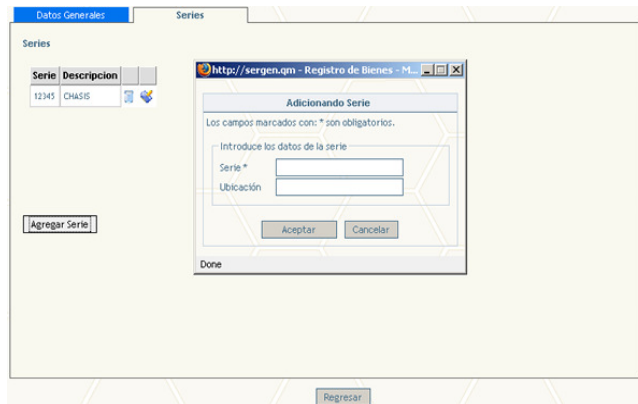 Datos Generales
Series
Series
Serie Descripcion
12345 CHASIS
Agregar Serie
http://sergen.qm - Registro de Bienes - M...
Adicionando Serie
Los campos marcados con: * son obligatorios.
Introduce los datos de la serie
Serie *
Ubicación
Aceptar Cancelar
Done
Regresar